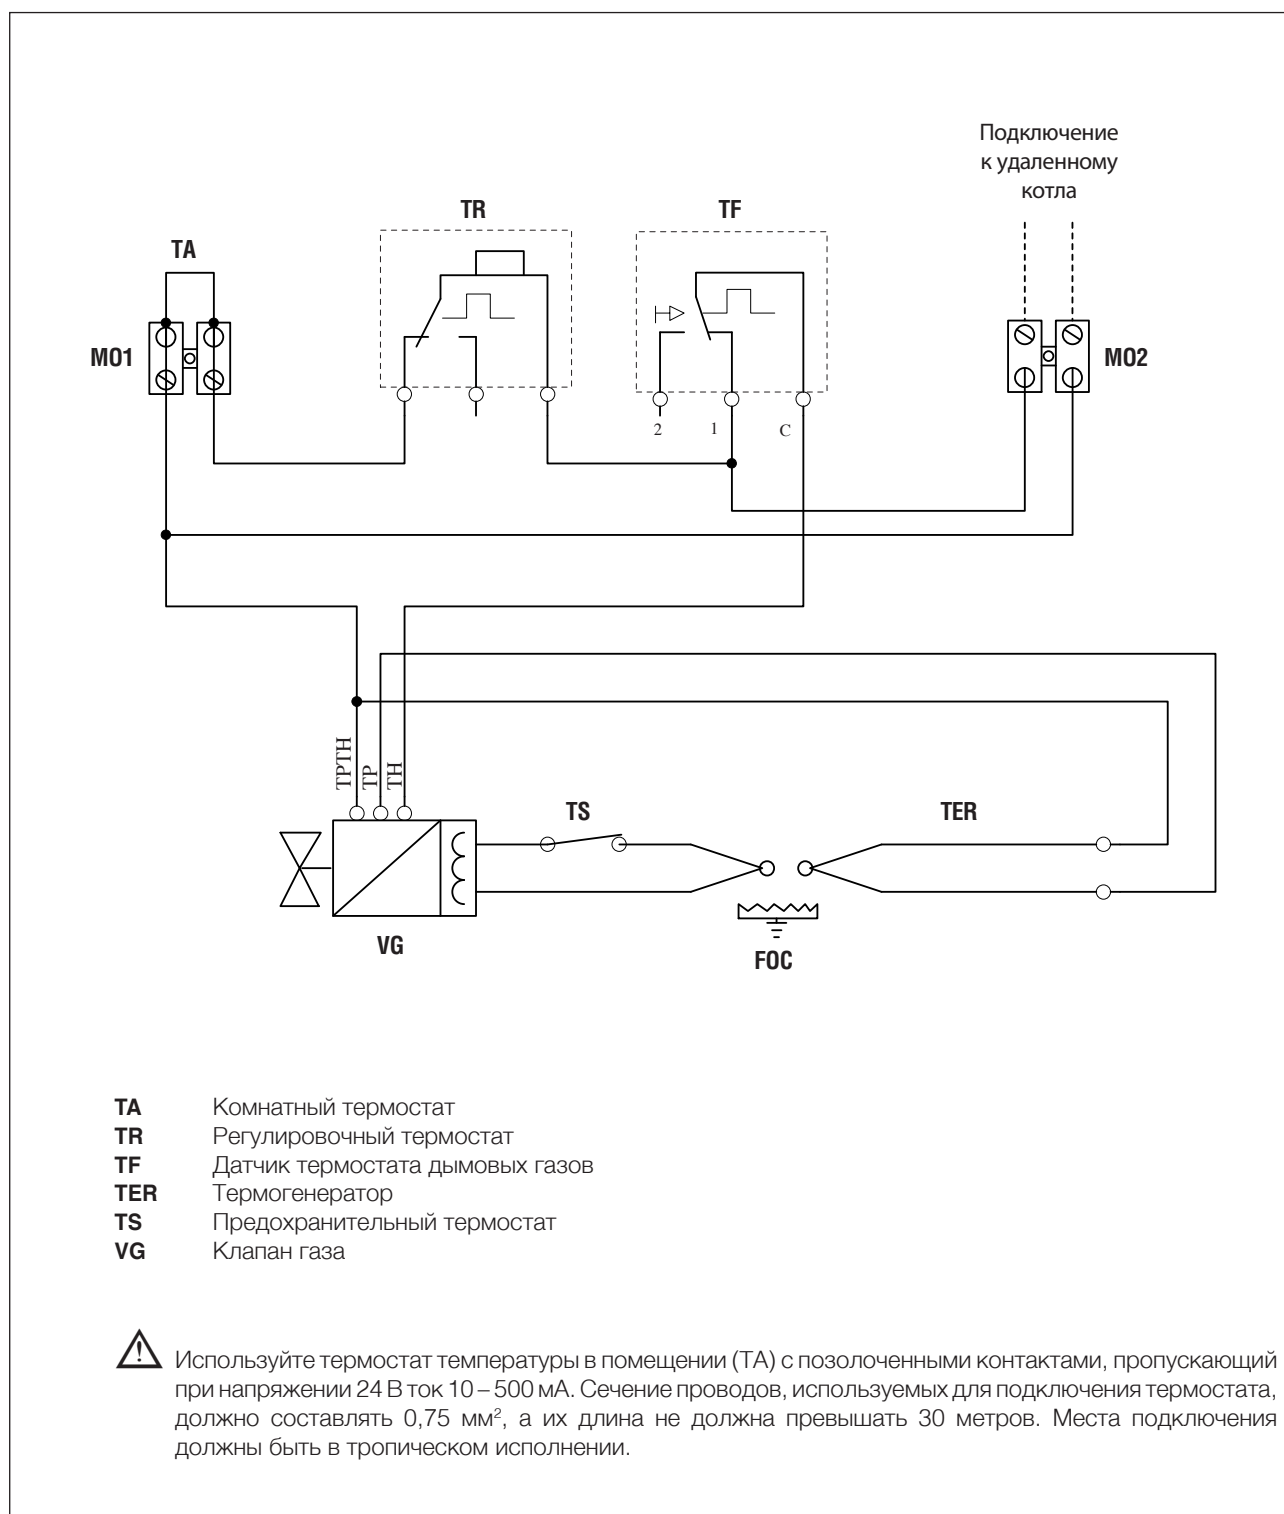 Подключение
к удаленному
котла
TR
TF
TA
MO1
MO2
2
1
C
TPTH
TP
TH
TS
TER
VG
FOC
TA Комнатный термостат
TR Регулировочный термостат
TF Датчик термостата дымовых газов
TER Термогенератор
TS Предохранительный термостат
VG Клапан газа
Используйте термостат температуры в помещении (ТА) с позолоченными контактами, пропускающий
при напряжении 24 В ток 10 – 500 мА. Сечение проводов, используемых для подключения термостата,
должно составлять 0,75 мм², а их длина не должна превышать 30 метров. Места подключения
должны быть в тропическом исполнении.